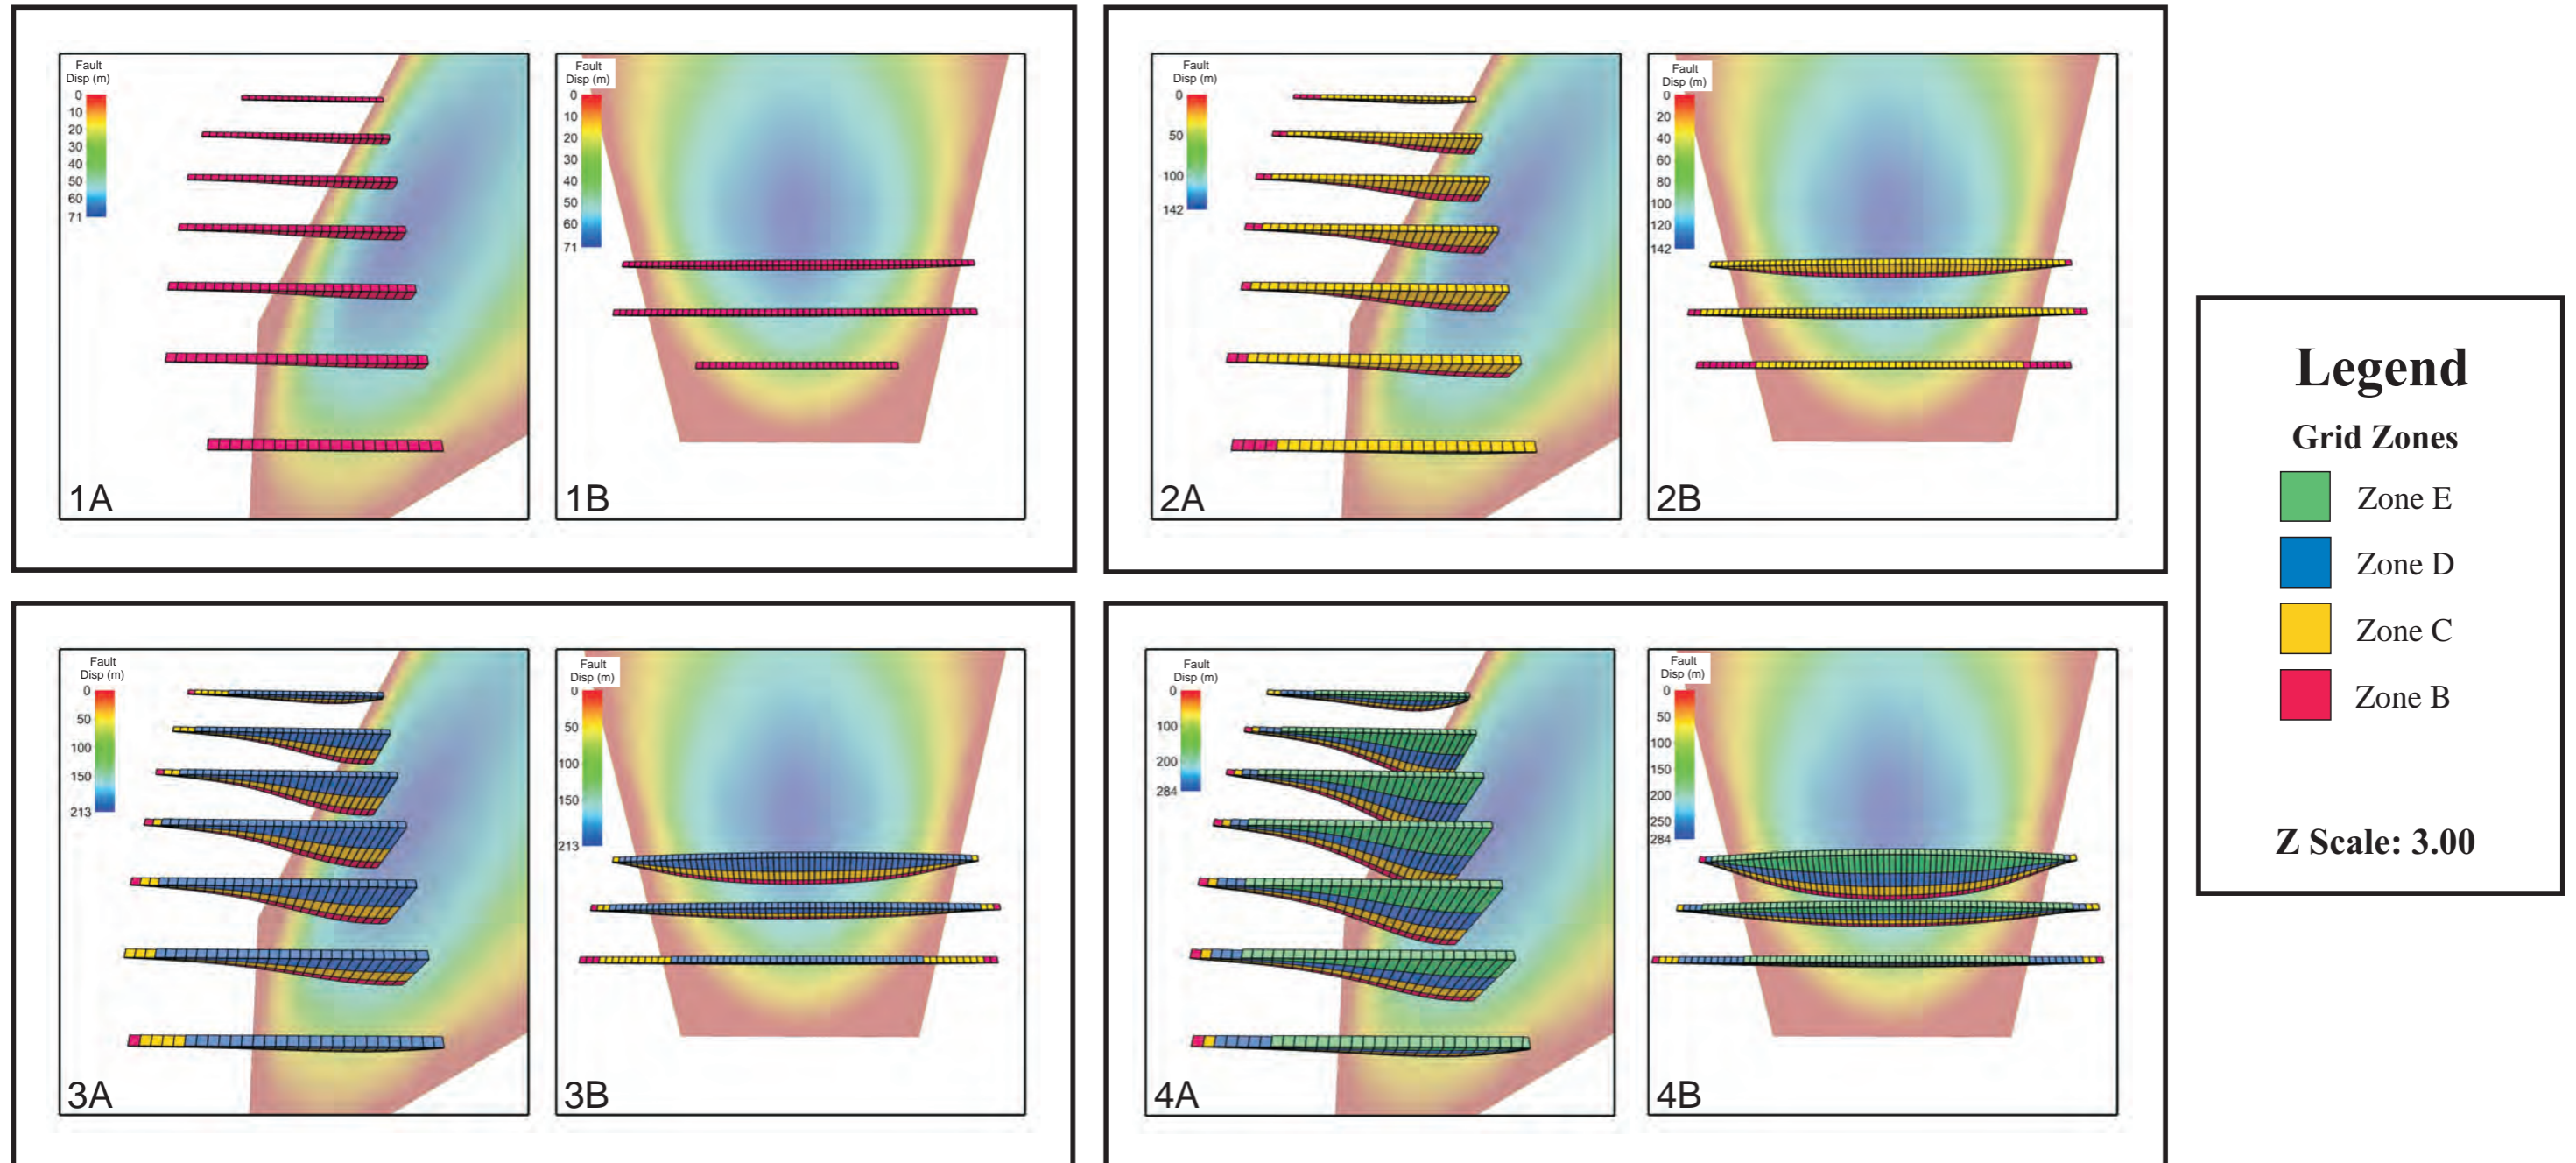 Fault
Disp (m)
0
10
20
30
40
50
60
71
1A
Fault
Disp (m)
0
10
20
30
40
50
60
71
1B
Fault
Disp (m)
0
50
100
142
2A
Fault
Disp (m)
0
20
40
60
80
100
120
142
2B
Fault
Disp (m)
0
50
100
150
213
3A
Fault
Disp (m)
0
50
100
150
213
3B
Fault
Disp (m)
0
100
200
284
4A
Fault
Disp (m)
0
50
100
150
200
250
284
4B
Legend
Grid Zones
Zone E
Zone D
Zone C
Zone B
Z Scale: 3.00